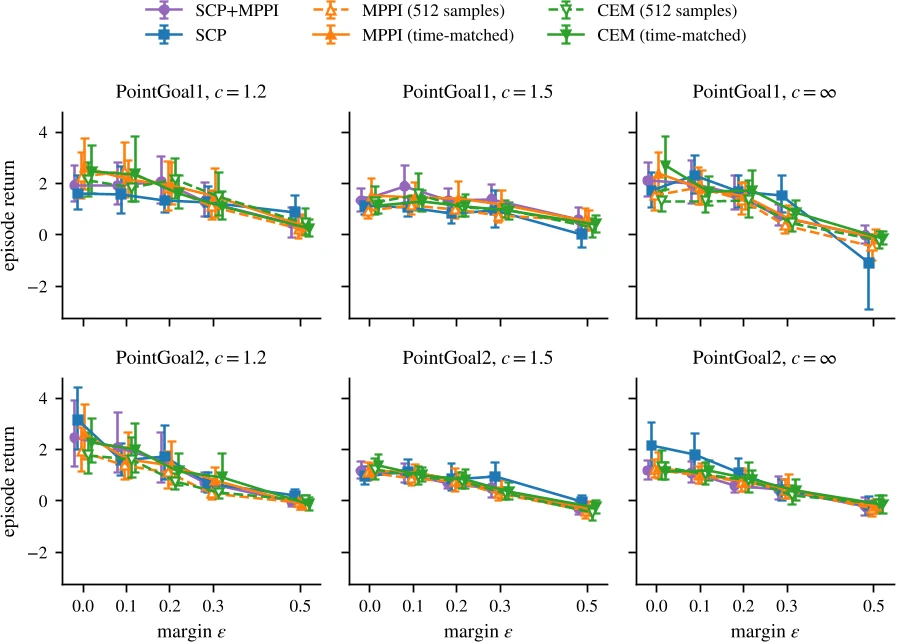 SCP+MPPI MPPI (512 samples) CEM (512 samples)
SCP MPPI (time-matched) CEM (time-matched)
PointGoal1, c = 1.2 PointGoal1, c = 1.5 PointGoal1, c = ∞
4
2
0
−2
episode return
PointGoal2, c = 1.2 PointGoal2, c = 1.5 PointGoal2, c = ∞
4
2
0
−2
episode return
0.0 0.1 0.2 0.3 0.5 0.0 0.1 0.2 0.3 0.5 0.0 0.1 0.2 0.3 0.5
margin ε margin ε margin ε